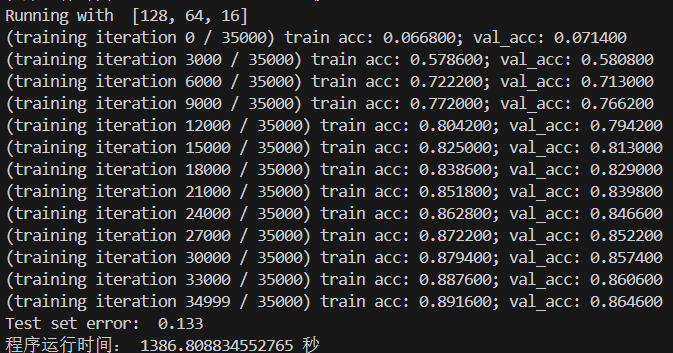 Running with  [128, 64, 16]
(training iteration 0 / 35000) train acc: 0.066800; val_acc: 0.071400
(training iteration 3000 / 35000) train acc: 0.578600; val_acc: 0.580800
(training iteration 6000 / 35000) train acc: 0.722200; val_acc: 0.713000
(training iteration 9000 / 35000) train acc: 0.772000; val_acc: 0.766200
(training iteration 12000 / 35000) train acc: 0.804200; val_acc: 0.794200
(training iteration 15000 / 35000) train acc: 0.825000; val_acc: 0.813000
(training iteration 18000 / 35000) train acc: 0.838600; val_acc: 0.829000
(training iteration 21000 / 35000) train acc: 0.851800; val_acc: 0.839800
(training iteration 24000 / 35000) train acc: 0.862800; val_acc: 0.846600
(training iteration 27000 / 35000) train acc: 0.872200; val_acc: 0.852200
(training iteration 30000 / 35000) train acc: 0.879400; val_acc: 0.857400
(training iteration 33000 / 35000) train acc: 0.887600; val_acc: 0.860600
(training iteration 34999 / 35000) train acc: 0.891600; val_acc: 0.864600
Test set error:  0.133
程序运行时间： 1386.808834552765 秒